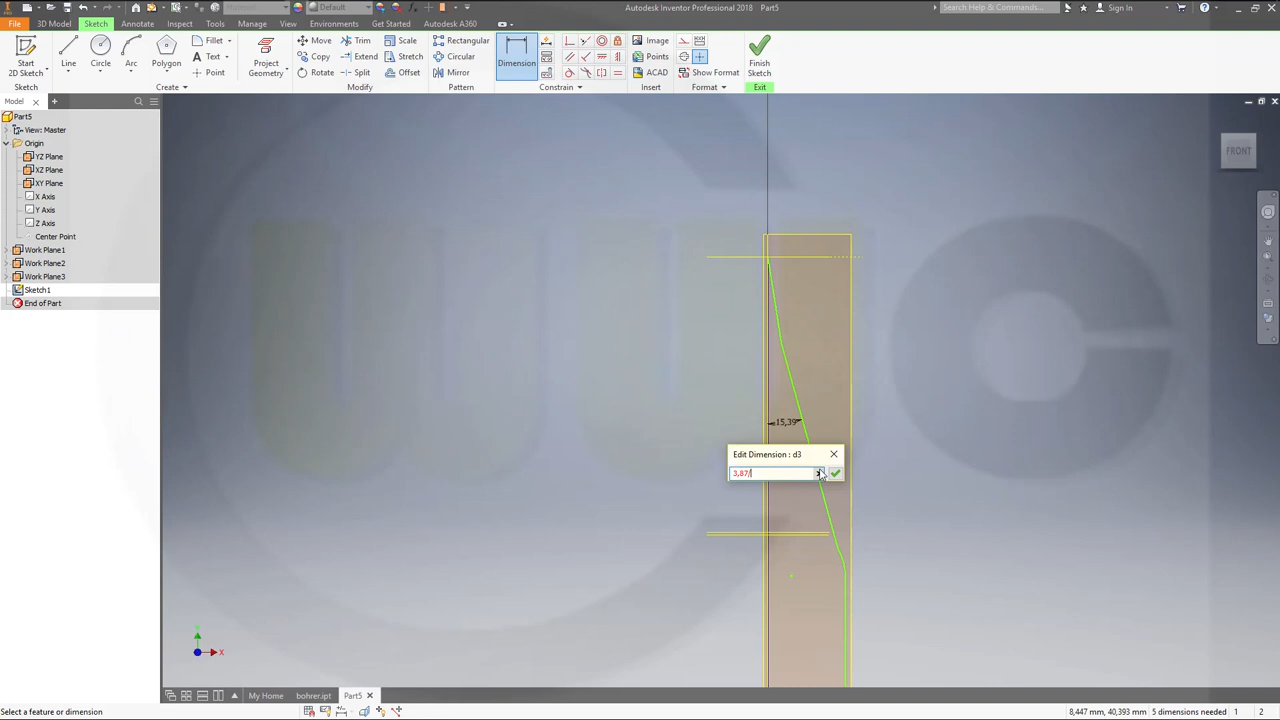 Default
Autodesk Inventor Professional 2018 Part5
Search Help & Commands...
Sign In
File 3D Model Sketch Annotate Inspect Tools Manage View Environments Get Started Autodesk A360
Start
2D Sketch
Line Circle Arc Polygon
Fillet
Text
Point
Project
Geometry
Move Trim Scale
Copy Extend Stretch
Rotate Split Offset
Rectangular
Circular
Mirror
Dimension
Image
Points
ACAD
Show Format
Finish
Sketch
Sketch Create Modify Pattern Constrain Insert Format Exit
Model
Part5
View: Master
Origin
YZ Plane
XZ Plane
XY Plane
X Axis
Y Axis
Z Axis
Center Point
Work Plane1
Work Plane2
Work Plane3
Sketch1
End of Part
FRONT
15,39
Edit Dimension : d3
3,87/
X
My Home bohrer.ipt Part5
Select a feature or dimension
8,447 mm, 40,393 mm 5 dimensions needed 1 2